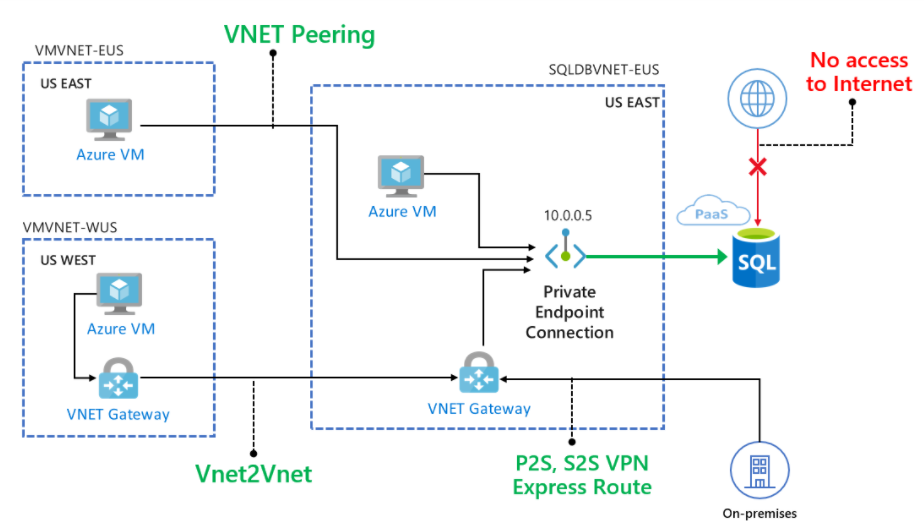 VNET Peering
VMVNET-EUS
US EAST
Azure VM
SQLDBVNET-EUS
US EAST
No access
to Internet
Azure VM
10.0.0.5
PaaS
SQL
Private
Endpoint
Connection
VMVNET-WUS
US WEST
Azure VM
VNET Gateway
VNET Gateway
Vnet2Vnet
P2S, S2S VPN
Express Route
On-premises